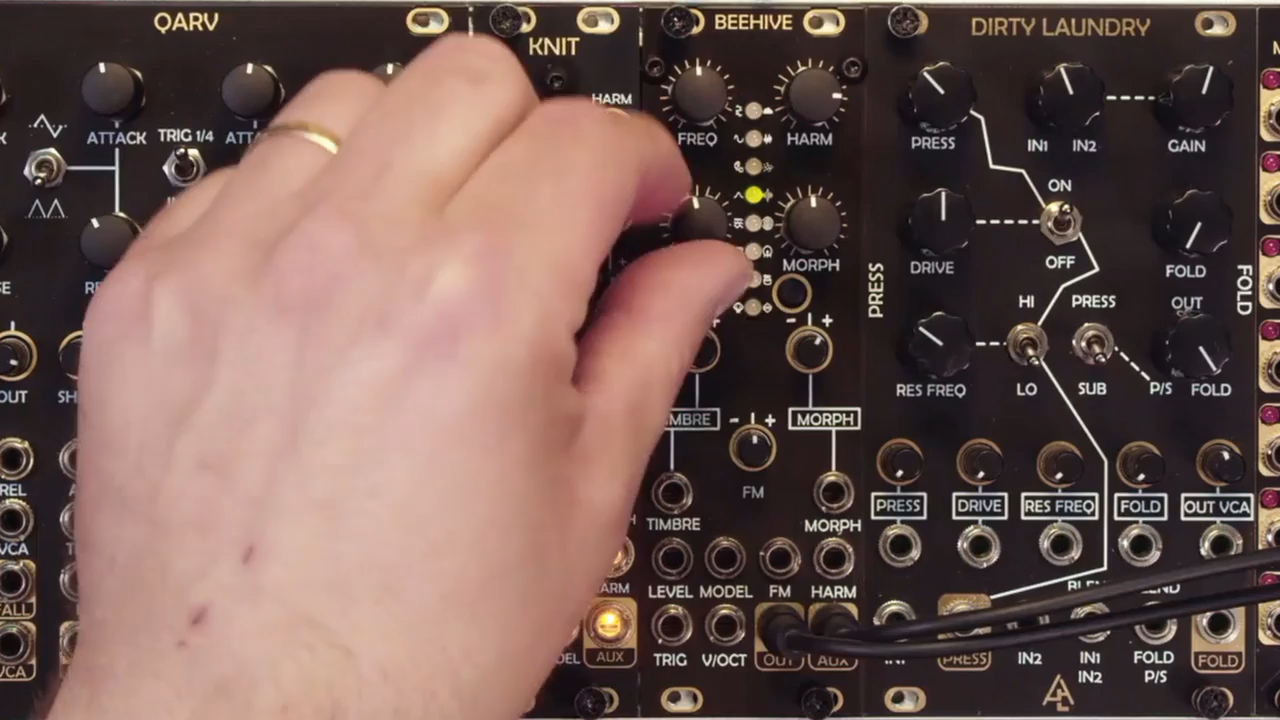 QARV
ATTACK
TRIG 1/4
OUT
REL
VCA
FALL
VCA
KNIT
HARM
AUX
BEEHIVE
FREQ
HARM
MORPH
MORPH
FM
TIMBRE
MORPH
LEVEL
MODEL
FM
HARM
TRIG
V/OCT
OUT
AUX
DIRTY LAUNDRY
PRESS
IN1
IN2
GAIN
ON
OFF
DRIVE
FOLD
PRESS
FOLD
HI
PRESS
OUT
RES FREQ
LO
SUB
P/S
FOLD
PRESS
DRIVE
RES FREQ
FOLD
OUT VCA
PRESS
IN2
IN1
IN2
FOLD
P/S
FOLD